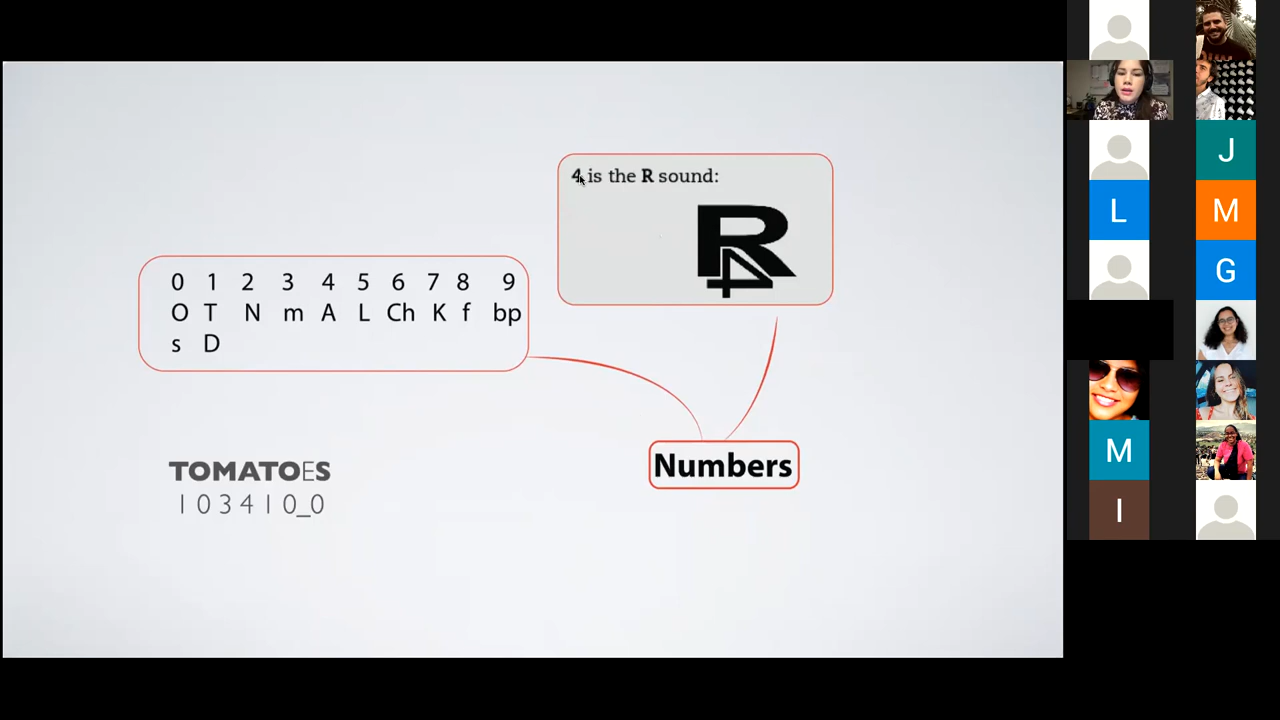 4 is the R sound:
R
4
0 1 2 3 4 5 6 7 8 9
O T N m A L Ch K f bp
s D
Numbers
TOMATOES
1 0 3 4 1 0_0
J
L
M
G
M
I